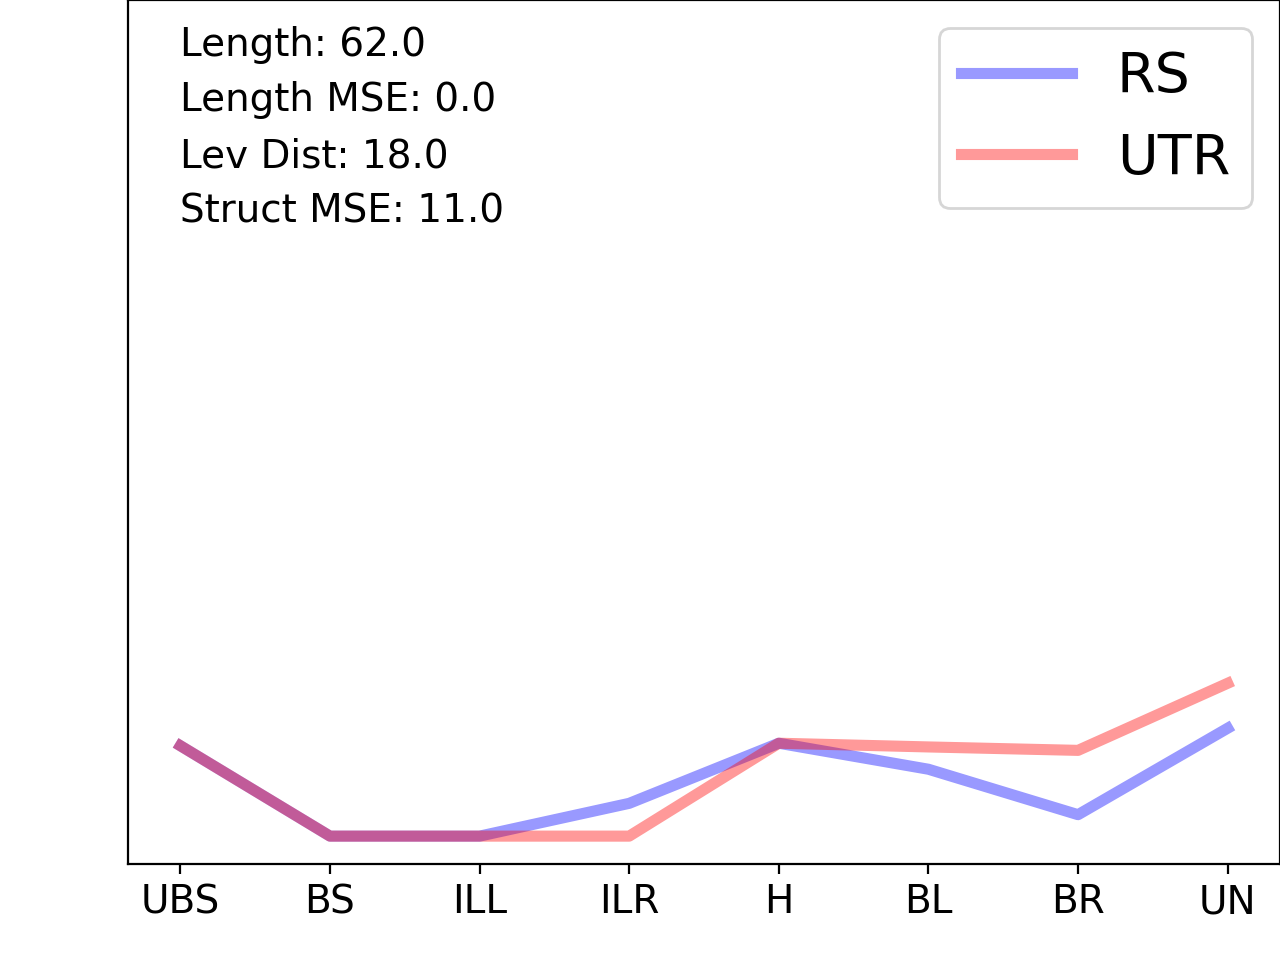 Length: 62.0
Length MSE: 0.0
Lev Dist: 18.0
Struct MSE: 11.0
RS
UTR
UBS BS ILL ILR H BL BR UN